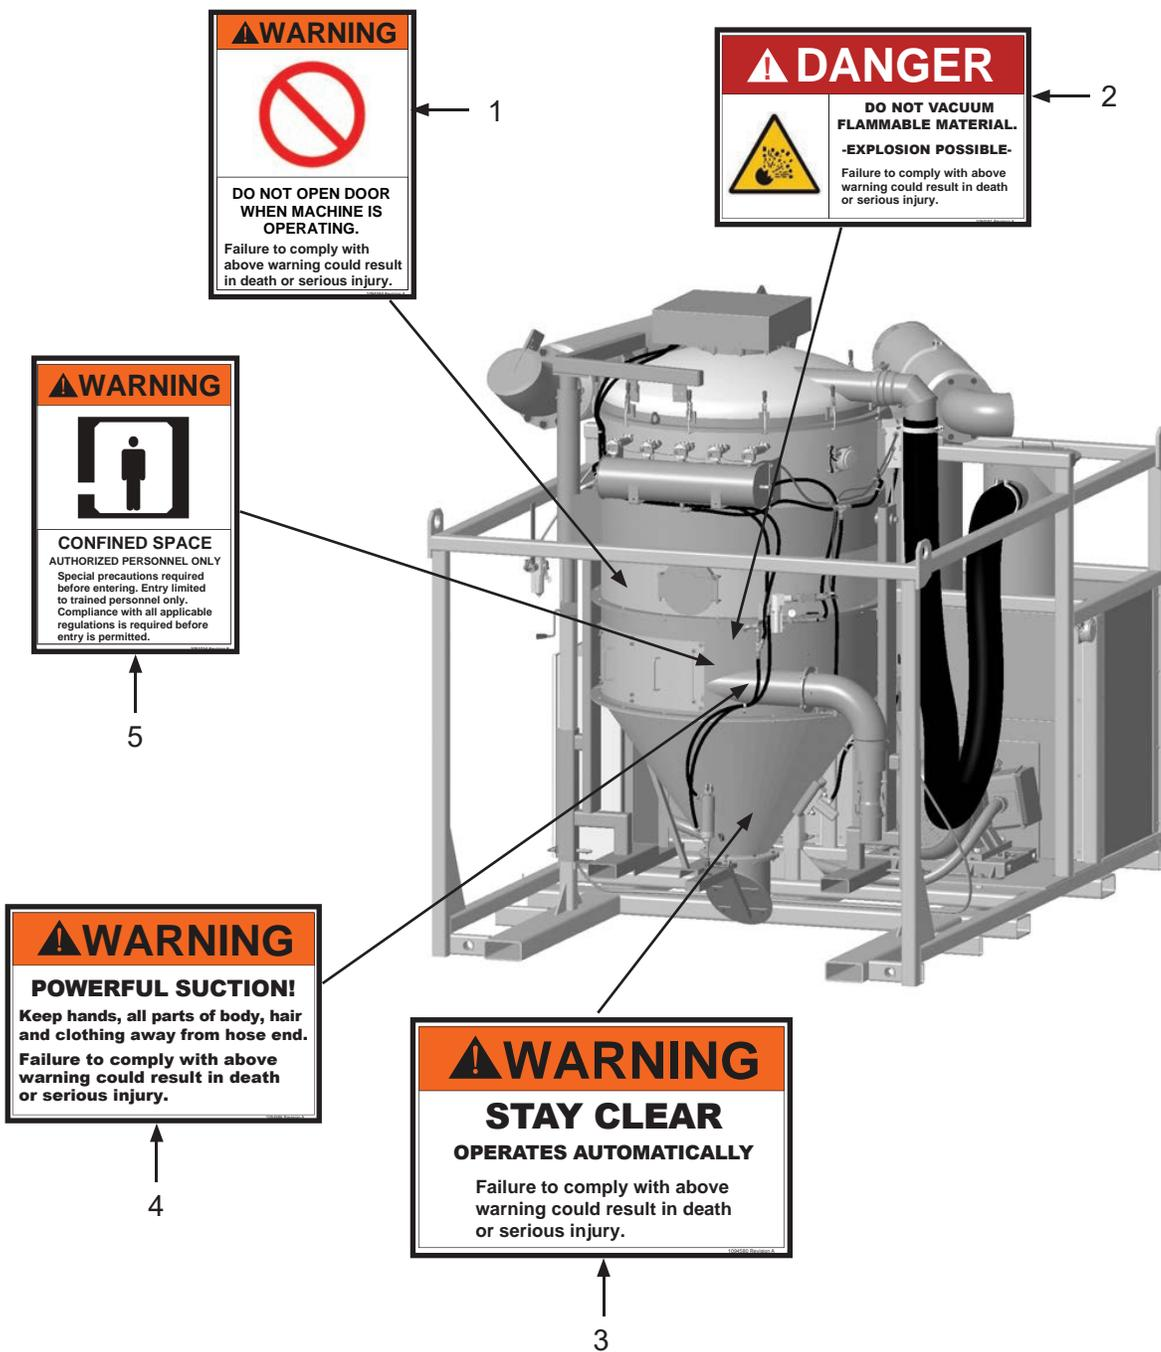 WARNING
DO NOT OPEN DOOR
WHEN MACHINE IS
OPERATING.
Failure to comply with
above warning could result
in death or serious injury.
1
DANGER
DO NOT VACUUM
FLAMMABLE MATERIAL.
-EXPLOSION POSSIBLE-
Failure to comply with above
warning could result in death
or serious injury.
2
WARNING
CONFINED SPACE
AUTHORIZED PERSONNEL ONLY
Special precautions required
before entering. Entry limited
to trained personnel only.
Compliance with all applicable
regulations is required before
entry is permitted.
5
WARNING
POWERFUL SUCTION!
Keep hands, all parts of body, hair
and clothing away from hose end.
Failure to comply with above
warning could result in death
or serious injury.
4
WARNING
STAY CLEAR
OPERATES AUTOMATICALLY
Failure to comply with above
warning could result in death
or serious injury.
1094580 Revision A
3